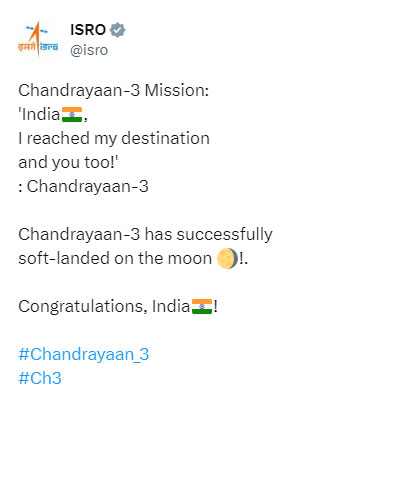 इसरो isro
ISRO
@isro
Chandrayaan-3 Mission:
'India🇮🇳,
I reached my destination
and you too!'
: Chandrayaan-3
Chandrayaan-3 has successfully
soft-landed on the moon 🌖!.
Congratulations, India🇮🇳!
#Chandrayaan_3
#Ch3